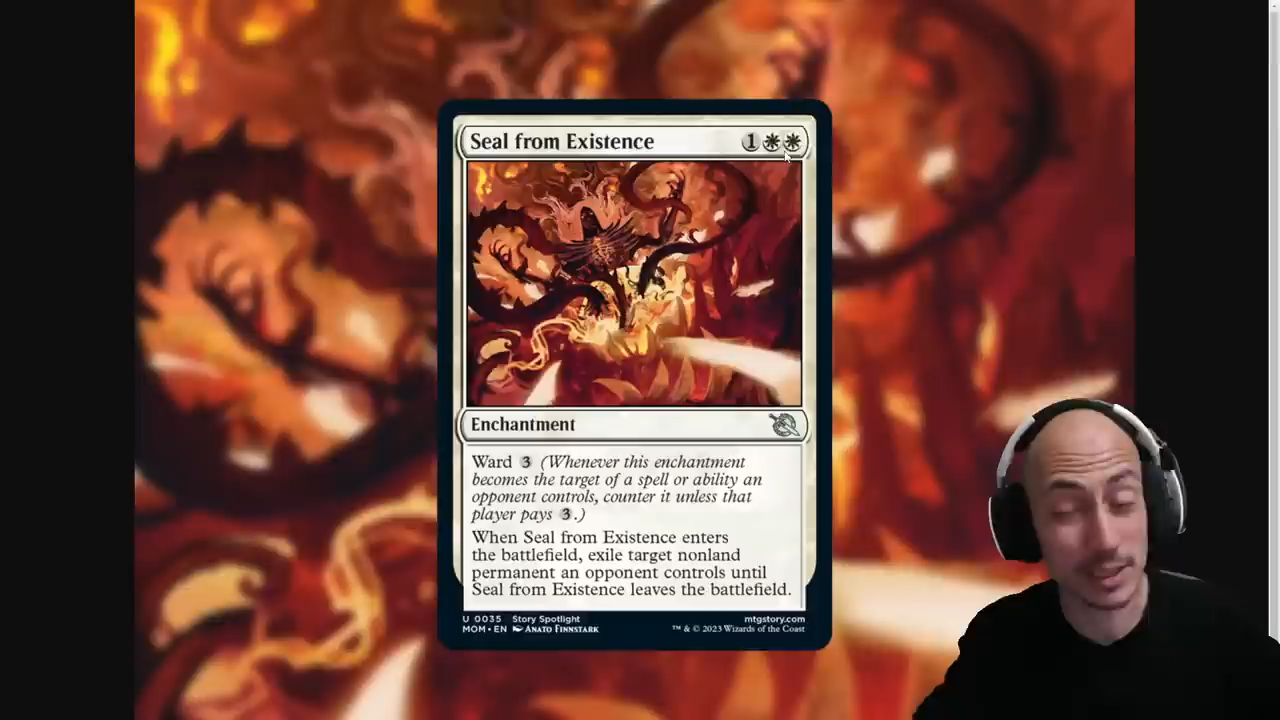 Seal from Existence 1
Enchantment
Ward 3 (Whenever this enchantment
becomes the target of a spell or ability an
opponent controls, counter it unless that
player pays 3.)
When Seal from Existence enters
the battlefield, exile target nonland
permanent an opponent controls until
Seal from Existence leaves the battlefield.
U 0035 Story Spotlight mtgstory.com
MOM • EN Anato Finnstark ™ & © 2023 Wizards of the Coast